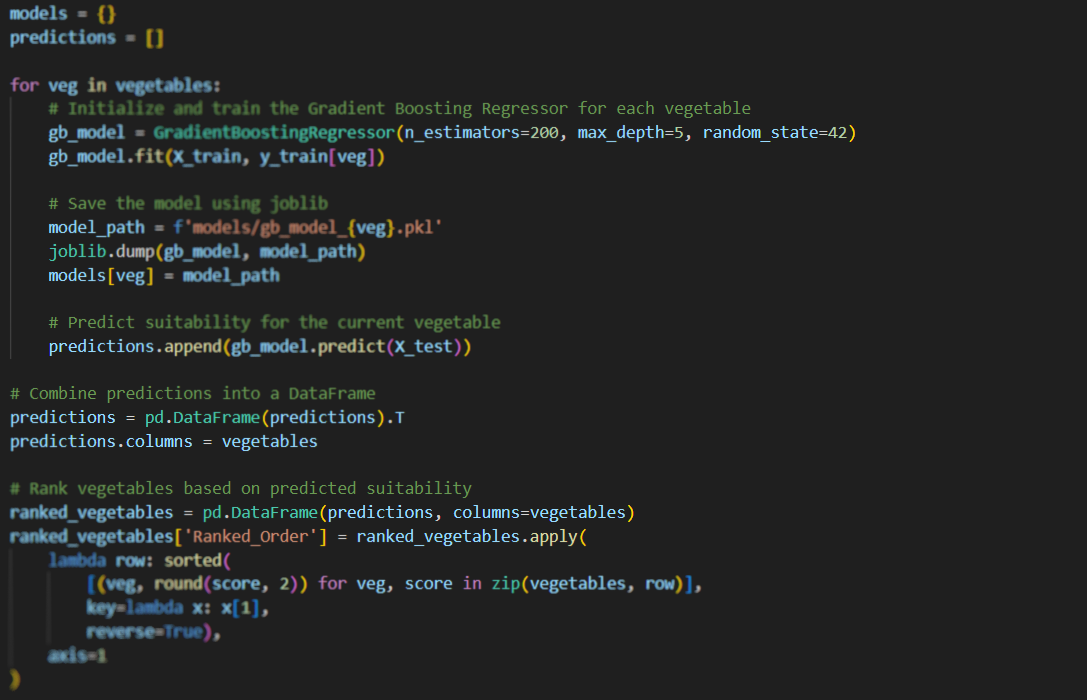 models = {}
predictions = []
for veg in vegetables:
# Initialize and train the Gradient Boosting Regressor for each vegetable
gb_model = GradientBoostingRegressor(n_estimators=200, max_depth=5, random_state=42)
gb_model.fit(X_train, y_train[veg])
# Save the model using joblib
model_path = f'models/gb_model_{veg}.pkl'
joblib.dump(gb_model, model_path)
models[veg] = model_path
# Predict suitability for the current vegetable
predictions.append(gb_model.predict(X_test))
# Combine predictions into a DataFrame
predictions = pd.DataFrame(predictions).T
predictions.columns = vegetables
# Rank vegetables based on predicted suitability
ranked_vegetables = pd.DataFrame(predictions, columns=vegetables)
ranked_vegetables['Ranked_Order'] = ranked_vegetables.apply(
lambda row: sorted(
[(veg, round(score, 2)) for veg, score in zip(vegetables, row)],
key=lambda x: x[1],
reverse=True),
axis=1
)